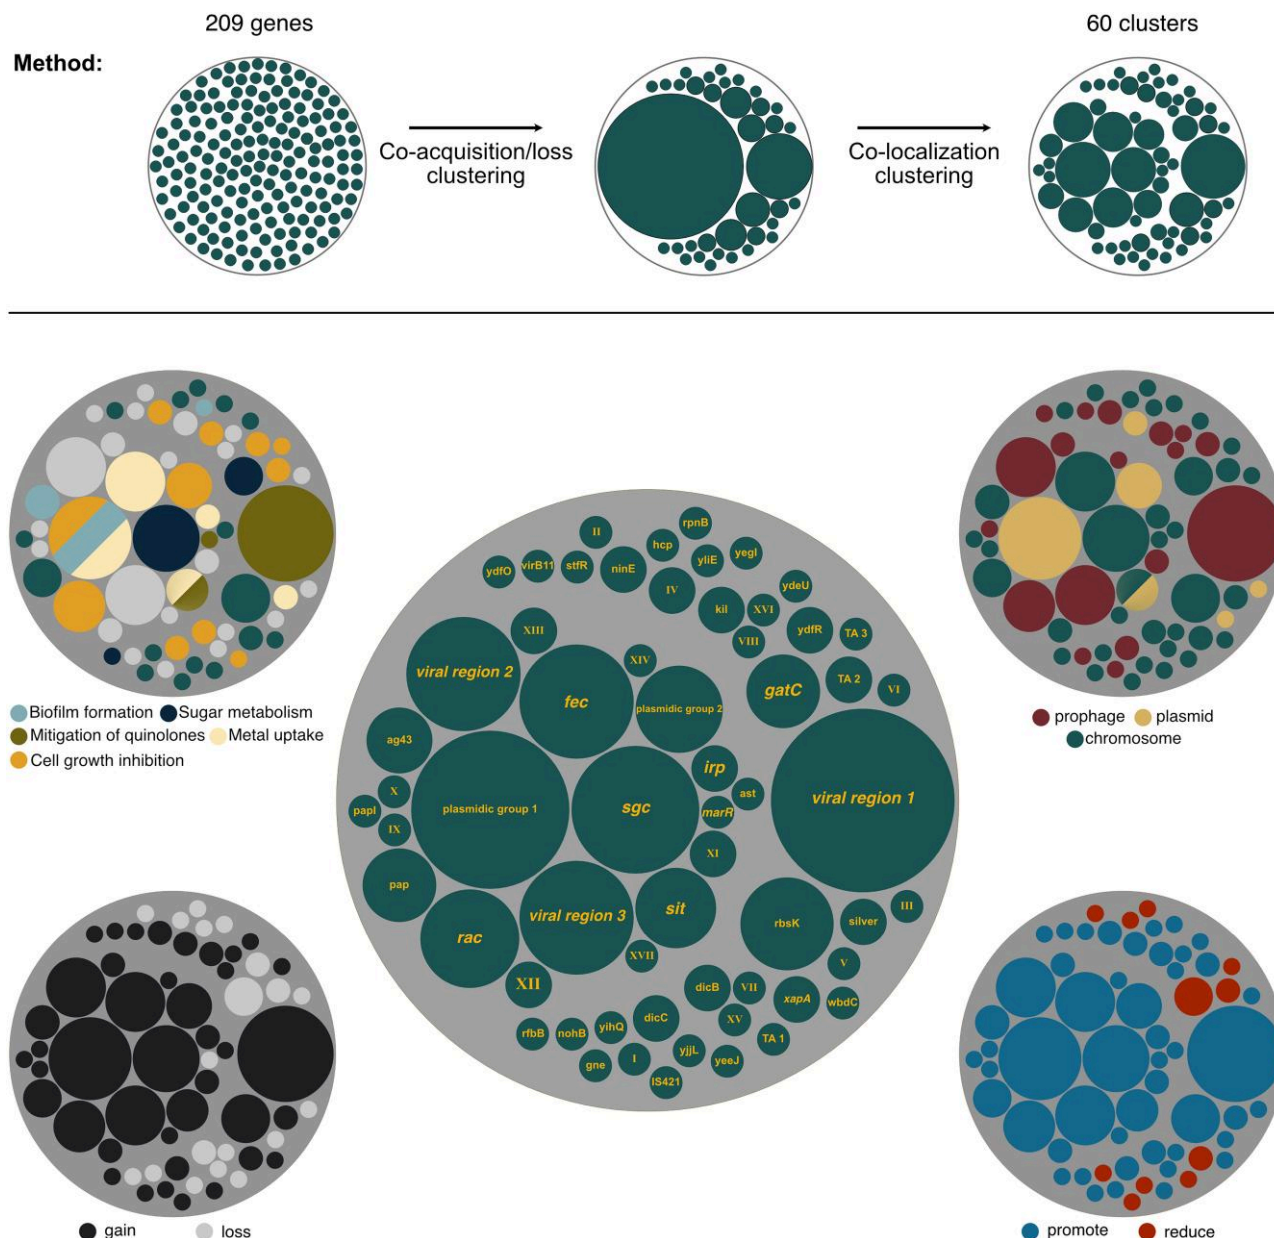 209 genes
60 clusters
Method:
Co-acquisition/loss
clustering
Co-localization
clustering
Biofilm formation
Sugar metabolism
Mitigation of quinolones
Metal uptake
Cell growth inhibition
prophage
plasmid
chromosome
rpnB
II
hcp
yegI
ydfO
virB11
stfR
ninE
yliE
IV
ydeU
kil
XVI
XIII
VIII
ydfR
TA 3
viral region 2
XIV
fec
gatC
TA 2
VI
plasmidic group 2
ag43
irp
X
ast
viral region 1
papI
plasmidic group 1
sgc
marR
IX
XI
pap
viral region 3
sit
rbsK
silver
III
rac
XVII
V
XII
dicB
VII
xapA
wbdC
rfbB
nohB
yihQ
dicC
XV
TA 1
gne
I
yjjL
yeeJ
IS421
gain
loss
promote
reduce